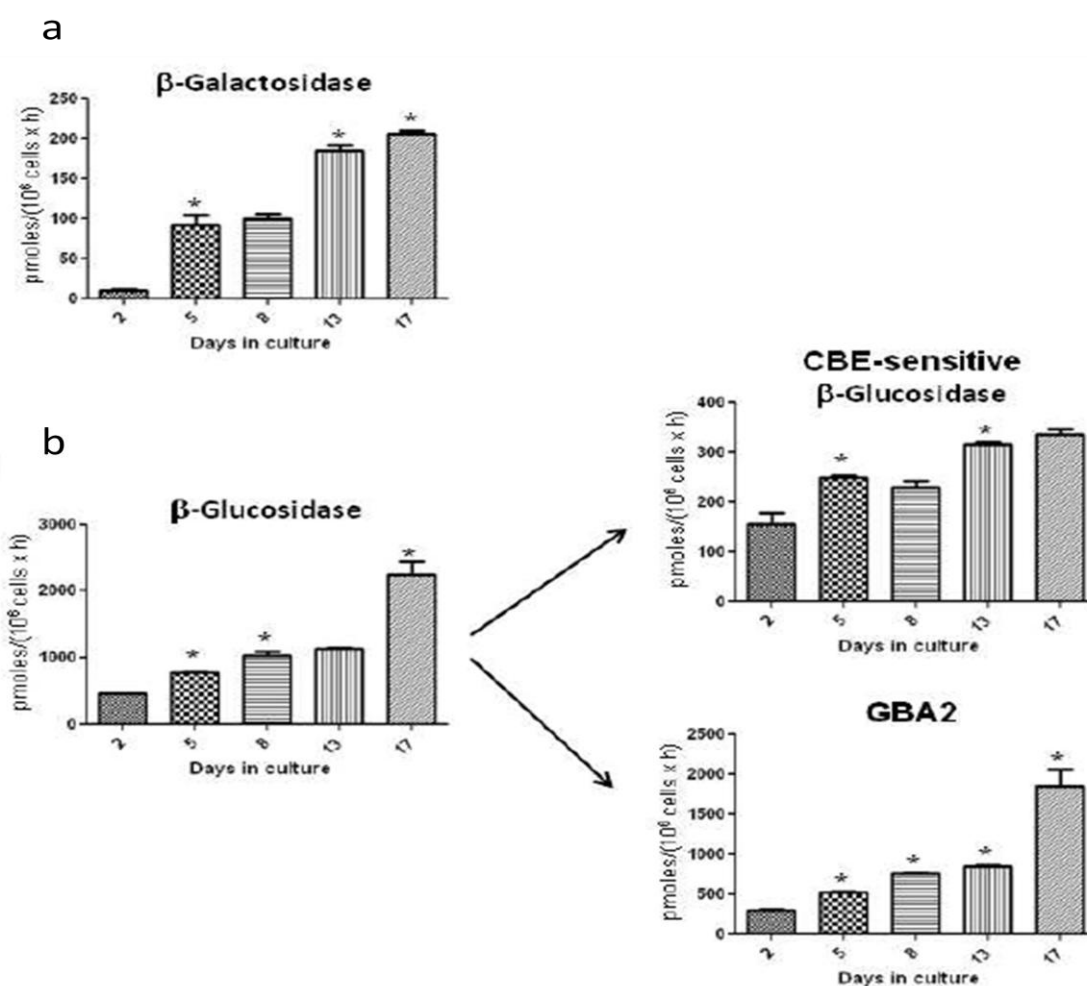 a
β-Galactosidase
250
200
150
100
50
0
pmoles/(10⁶ cells x h)
* * *
2 5 8 13 17
Days in culture
b
β-Glucosidase
3000
2000
1000
0
pmoles/(10⁶ cells x h)
* * *
2 5 8 13 17
Days in culture
CBE-sensitive
β-Glucosidase
400
300
200
100
0
pmoles/(10⁶ cells x h)
* *
2 5 8 13 17
Days in culture
GBA2
2500
2000
1500
1000
500
0
pmoles/(10⁶ cells x h)
* * * *
2 5 8 13 17
Days in culture